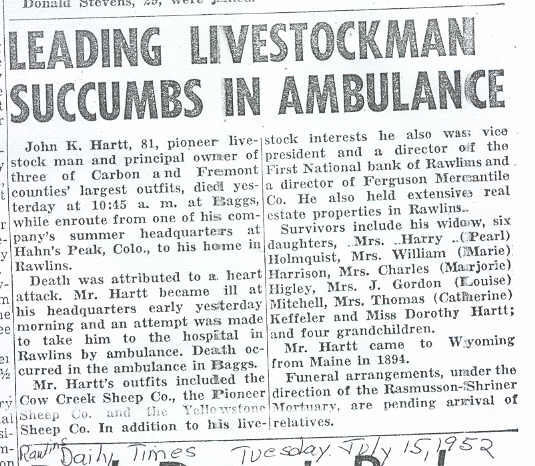 Donald Stevens, 29, were joined.
LEADING LIVESTOCKMAN
SUCCUMBS IN AMBULANCE
John K. Hartt, 81, pioneer live-
stock man and principal owner of
three of Carbon and Fremont
counties' largest outfits, died yes-
terday at 10:45 a. m. at Baggs,
while enroute from one of his com-
pany's summer headquarters at
Hahn's Peak, Colo., to his home in
Rawlins.
Death was attributed to a heart
attack. Mr. Hartt became ill at
his headquarters early yesterday
morning and an attempt was made
to take him to the hospital in
Rawlins by ambulance. Death oc-
curred in the ambulance in Baggs.
Mr. Hartt's outfits included the
Cow Creek Sheep Co., the Pioneer
Sheep Co. and the Yellowstone
Sheep Co. In addition to his live-
stock interests he also was vice
president and a director of the
First National bank of Rawlins and
a director of Ferguson Mercantile
Co. He also held extensive real
estate properties in Rawlins..
Survivors include his widow, six
daughters, ..Mrs. ..Harry ..(Pearl)
Holmquist, Mrs. William (Marie)
Harrison, Mrs. Charles (Marjorie)
Higley, Mrs. J. Gordon (Louise)
Mitchell, Mrs. Thomas (Catherine)
Keffeler and Miss Dorothy Hartt;
and four grandchildren.
Mr. Hartt came to Wyoming
from Maine in 1894.
Funeral arrangements, under the
direction of the Rasmusson-Shriner
Mortuary, are pending arrival of
relatives.
Rawlins Daily Times Tuesday July 15, 1952